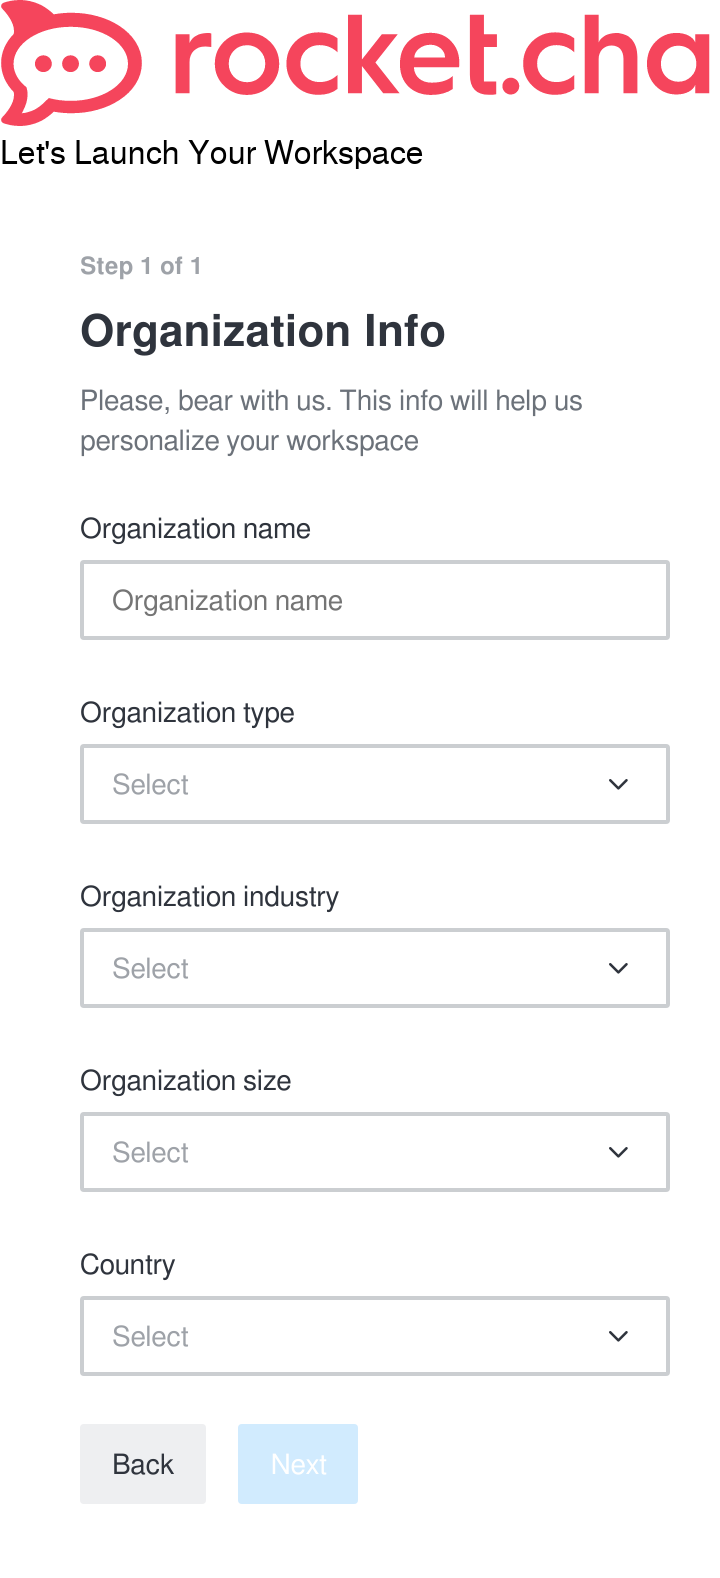 rocket.cha
Let's Launch Your Workspace
Step 1 of 1
Organization Info
Please, bear with us. This info will help us
personalize your workspace
Organization name
Organization name
Organization type
Select
Organization industry
Select
Organization size
Select
Country
Select
Back
Next